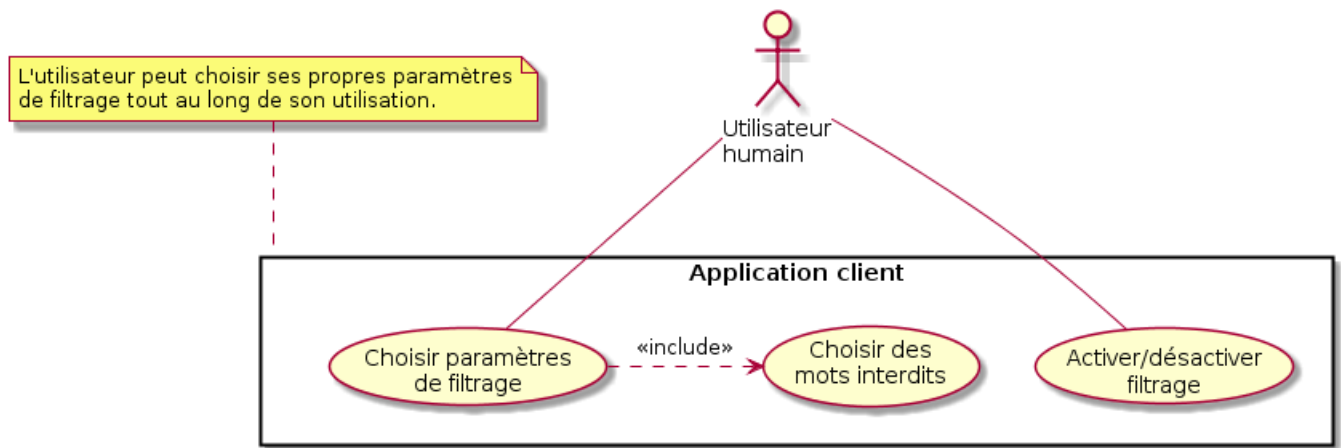 L'utilisateur peut choisir ses propres paramètres
de filtrage tout au long de son utilisation.
Utilisateur
humain
Application client
Choisir paramètres
de filtrage
«include»
Choisir des
mots interdits
Activer/désactiver
filtrage